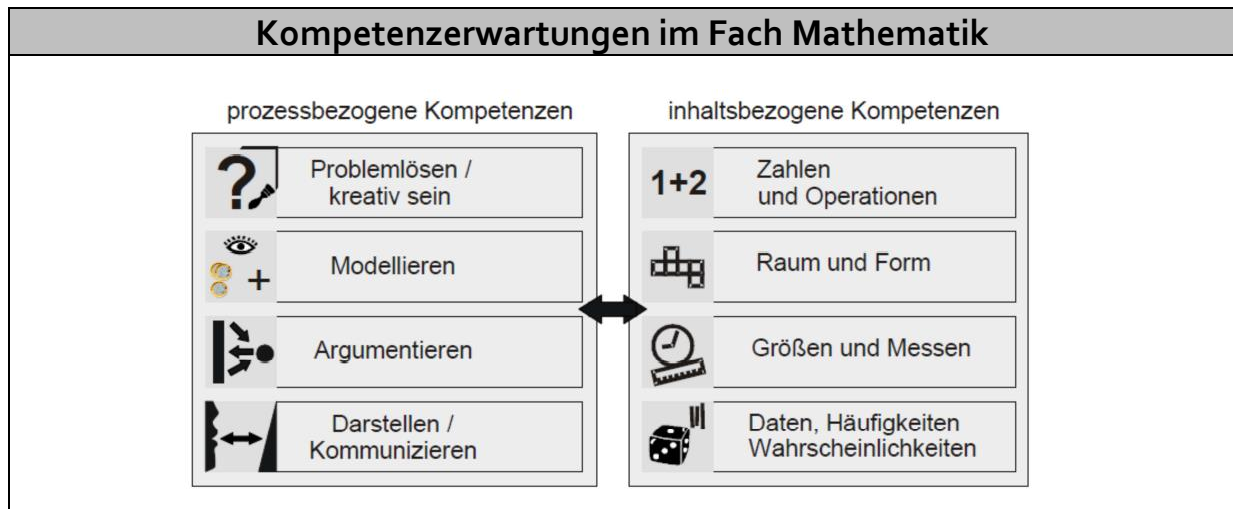 Kompetenzerwartungen im Fach Mathematik
prozessbezogene Kompetenzen
?
Problemlösen /
kreativ sein
+
Modellieren
Argumentieren
Darstellen /
Kommunizieren
inhaltsbezogene Kompetenzen
1+2
Zahlen
und Operationen
Raum und Form
Größen und Messen
Daten, Häufigkeiten
Wahrscheinlichkeiten